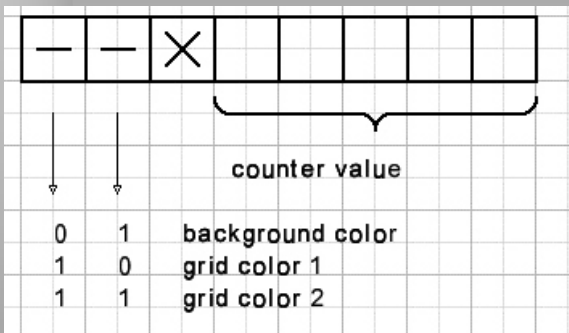 — — X
counter value
0 1 background color
1 0 grid color 1
1 1 grid color 2